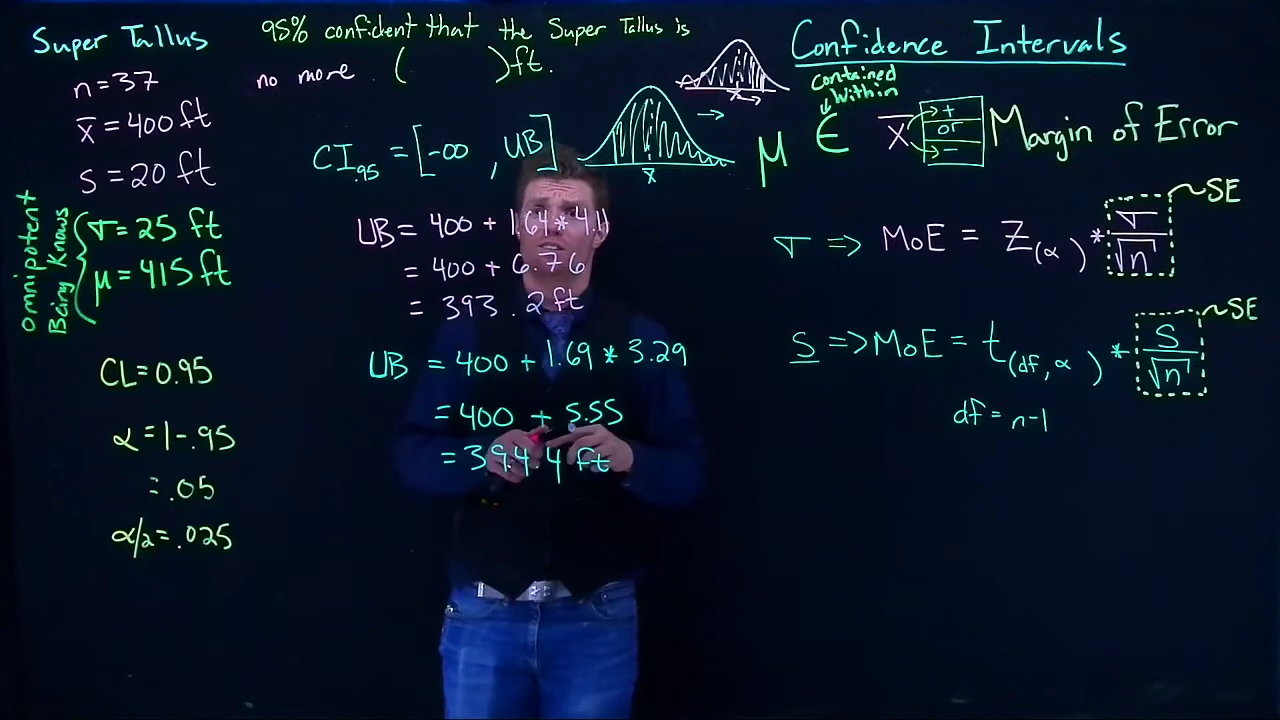 Super Tallus
n=37
x̄=400ft
s=20 ft
Omnipotent
Being Knows
σ=25 ft
μ=415 ft
CL=0.95
α=1-.95
=.05
α/2=.025
95% confident that the Super Tallus is
no more ( )ft.
CI.95 = [-∞, UB]
x̄
x̄
UB= 400 + 1.64*4.11
= 400 + 6.76
= 393.2 ft
UB = 400 + 1.69 * 3.29
= 400 + 5.55
= 394.4 ft
Confidence Intervals
Contained
Within
μ ∈ x̄ + or - Margin of Error
σ => MoE = Z(α) * σ/√n ~SE
s => MoE = t(df, α) * s/√n ~SE
df = n-1